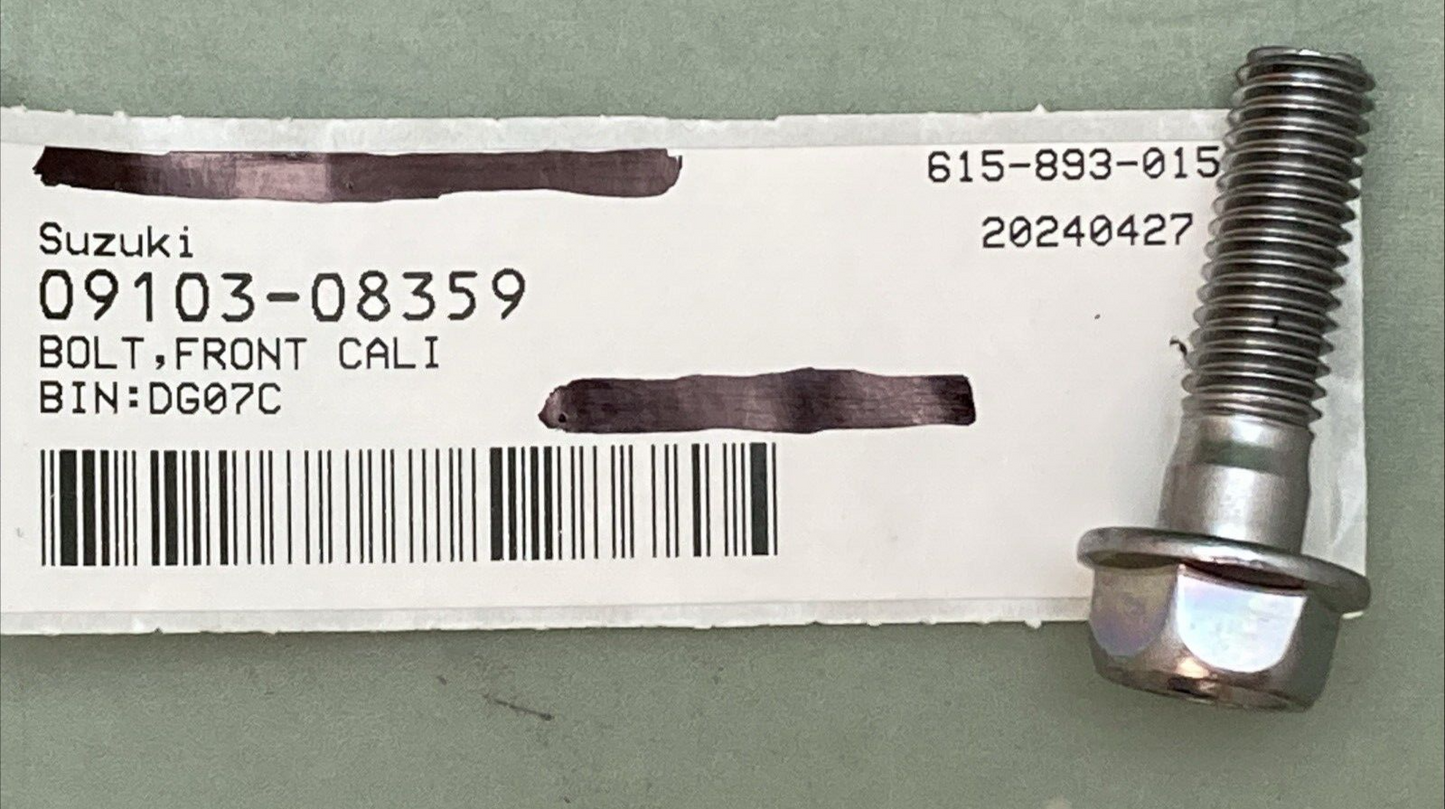 615-893-015
20240427
Suzuki
09103-08359
BOLT,FRONT CALI
BIN:DG07C